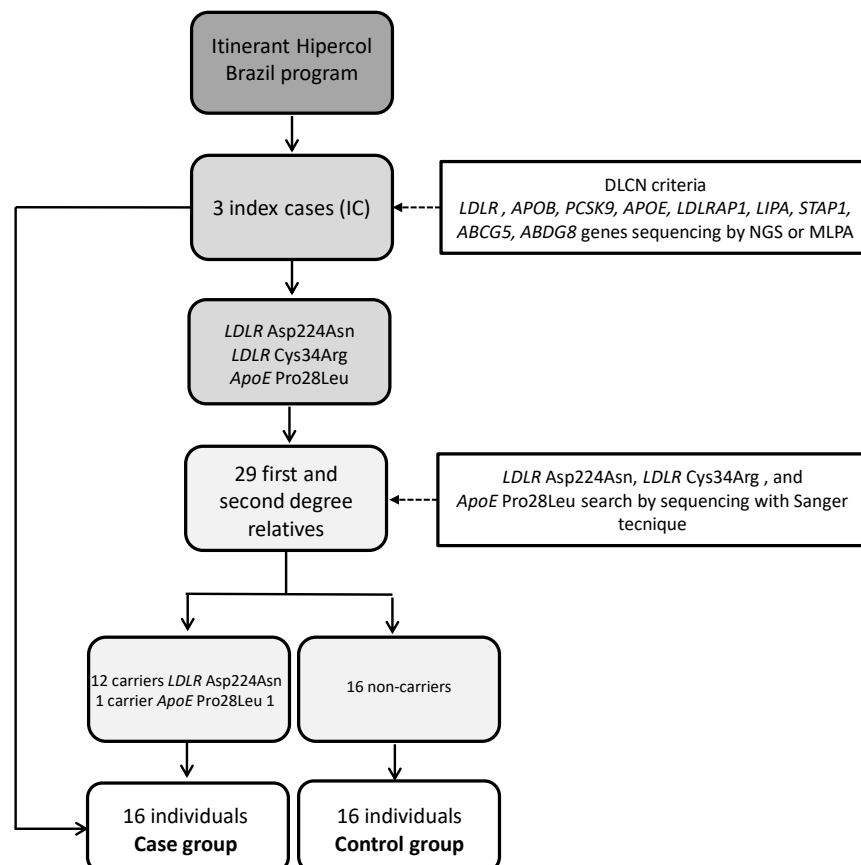 Itinerant Hipercol
Brazil program
3 index cases (IC)
DLCN criteria
LDLR , APOB, PCSK9, APOE, LDLRAP1, LIPA, STAP1,
ABCG5, ABDG8 genes sequencing by NGS or MLPA
LDLR Asp224Asn
LDLR Cys34Arg
ApoE Pro28Leu
29 first and
second degree
relatives
LDLR Asp224Asn, LDLR Cys34Arg , and
ApoE Pro28Leu search by sequencing with Sanger
tecnique
12 carriers LDLR Asp224Asn
1 carrier ApoE Pro28Leu 1
16 non-carriers
16 individuals
Case group
16 individuals
Control group